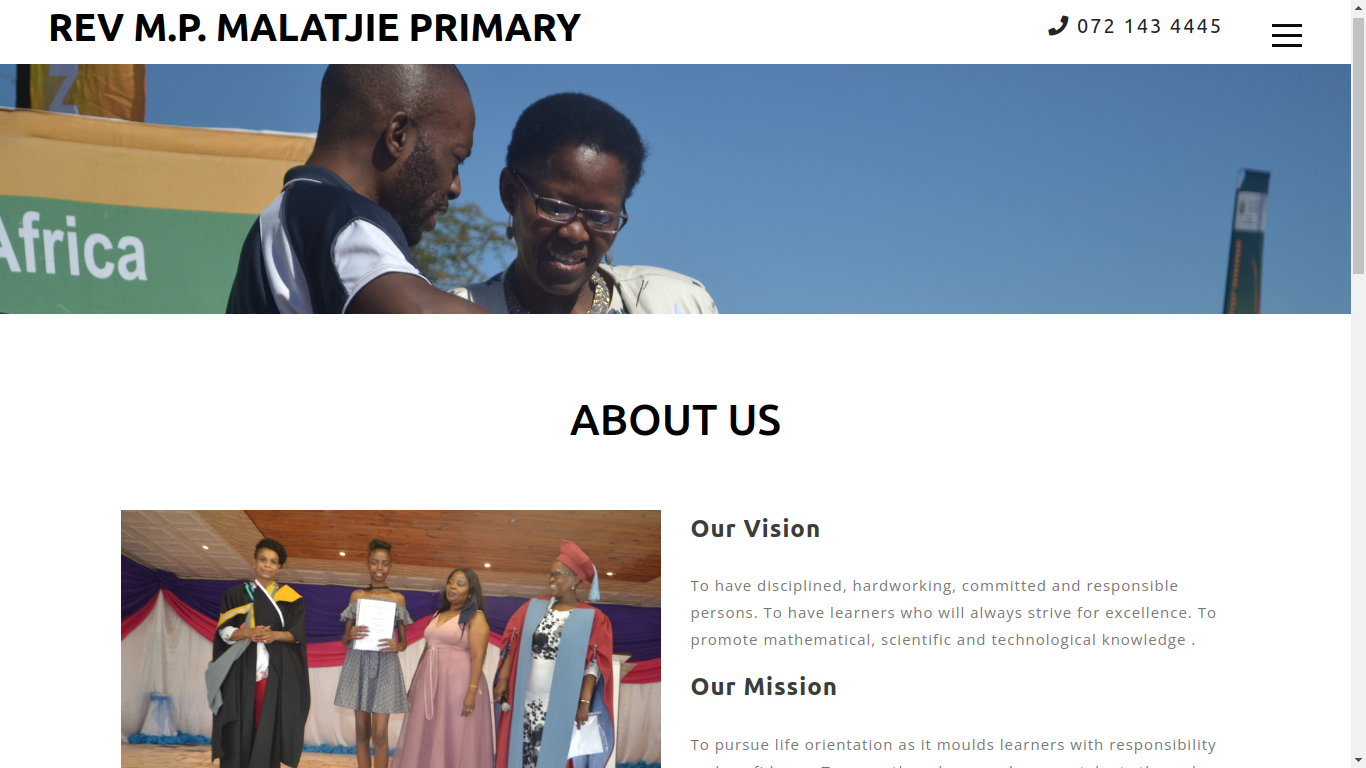 REV M.P. MALATJIE PRIMARY
072 143 4445
Africa
ABOUT US
Our Vision
To have disciplined, hardworking, committed and responsible
persons. To have learners who will always strive for excellence. To
promote mathematical, scientific and technological knowledge .
Our Mission
To pursue life orientation as it moulds learners with responsibility